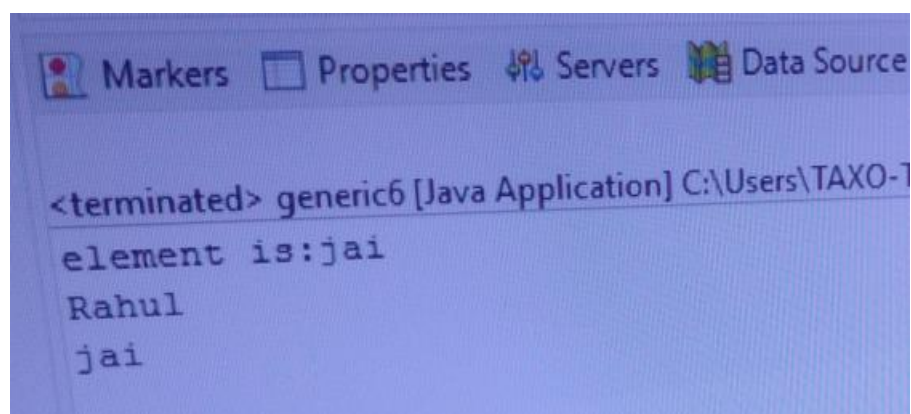 Markers Properties Servers Data Source
<terminated> generic6 [Java Application] C:\Users\TAXO-T
element is:jai
Rahul
jai